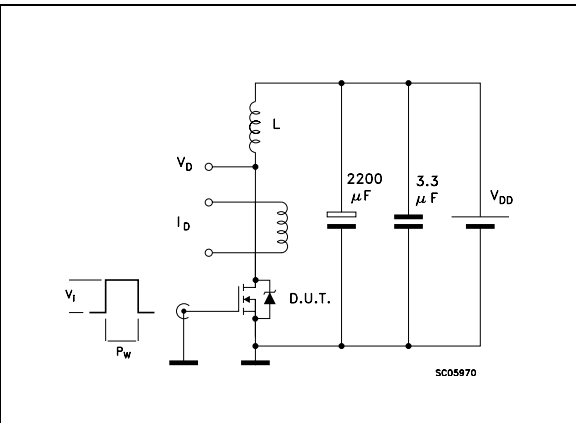 L
V_D
2200
μF
3.3
μF
V_DD
I_D
D.U.T.
V_i
P_W
SC05970